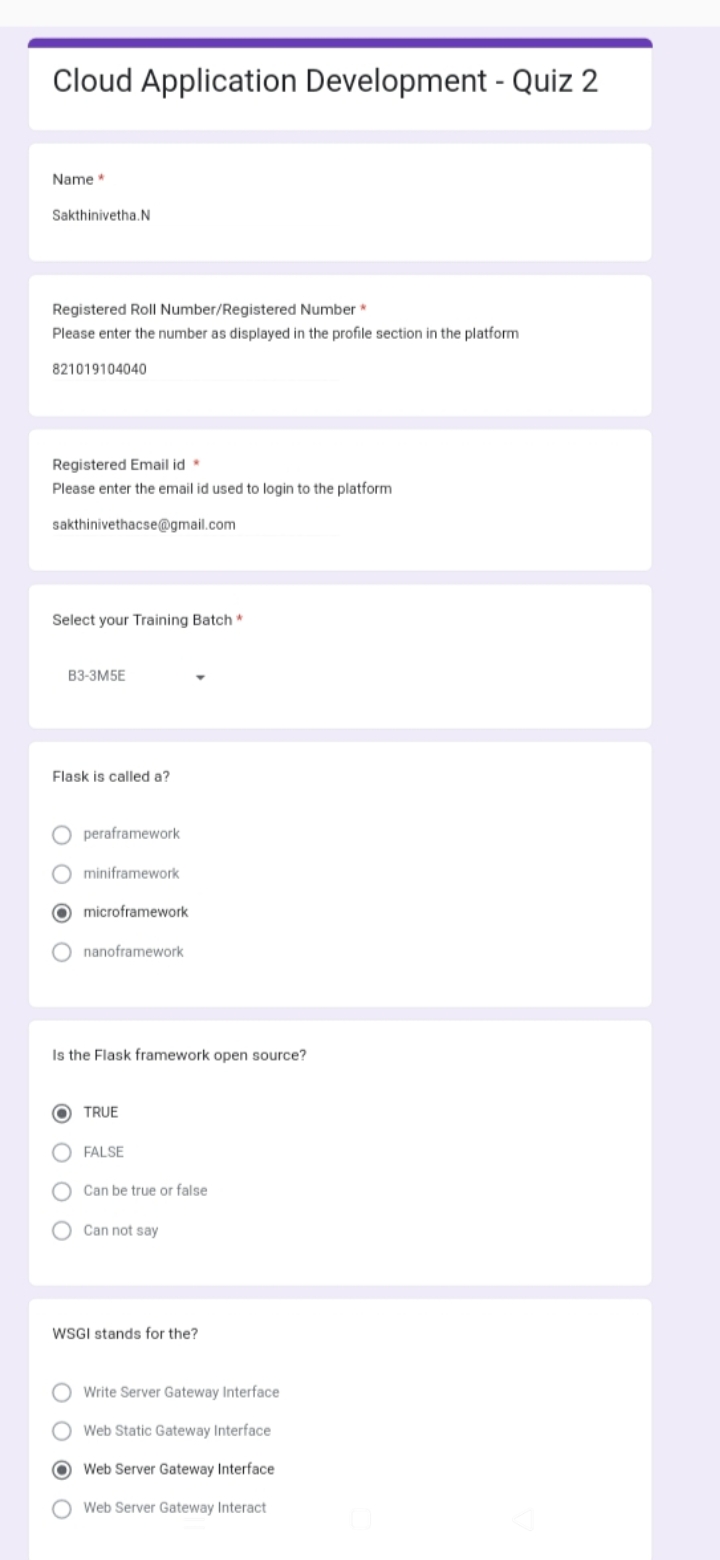 Cloud Application Development - Quiz 2
Name *
Sakthinivetha.N
Registered Roll Number/Registered Number *
Please enter the number as displayed in the profile section in the platform
821019104040
Registered Email id *
Please enter the email id used to login to the platform
sakthinivethacse@gmail.com
Select your Training Batch *
B3-3M5E
Flask is called a?
peraframework
miniframework
microframework
nanoframework
Is the Flask framework open source?
TRUE
FALSE
Can be true or false
Can not say
WSGI stands for the?
Write Server Gateway Interface
Web Static Gateway Interface
Web Server Gateway Interface
Web Server Gateway Interact